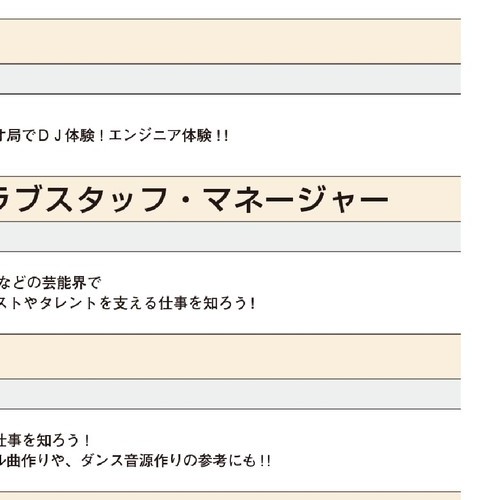 オ局でＤＪ体験！エンジニア体験!!
ラブスタッフ・マネージャー
などの芸能界で
ストやタレントを支える仕事を知ろう！
仕事を知ろう！
ル曲作りや、ダンス音源作りの参考にも!!